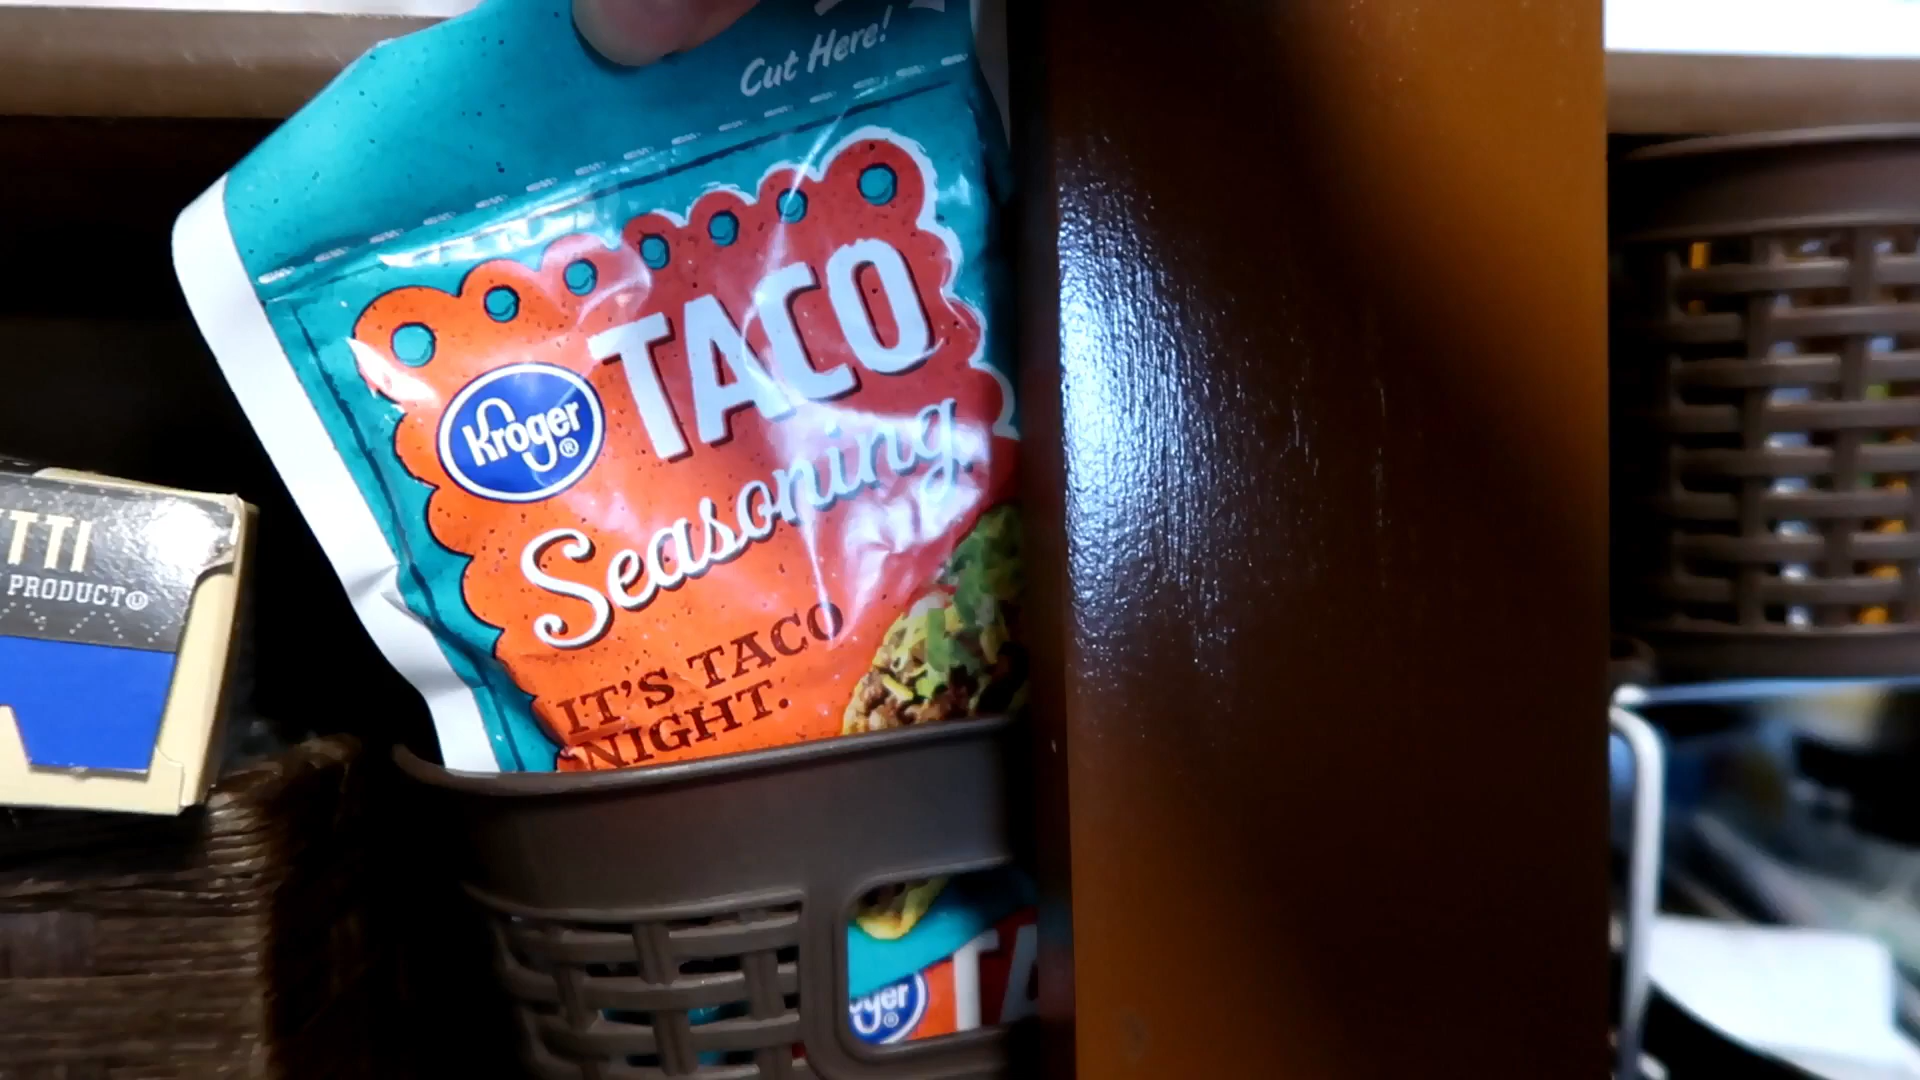 Cut Here!
Kroger®
TACO
Seasoning
IT'S TACO
NIGHT.
TTI
PRODUCT
oger®
TA